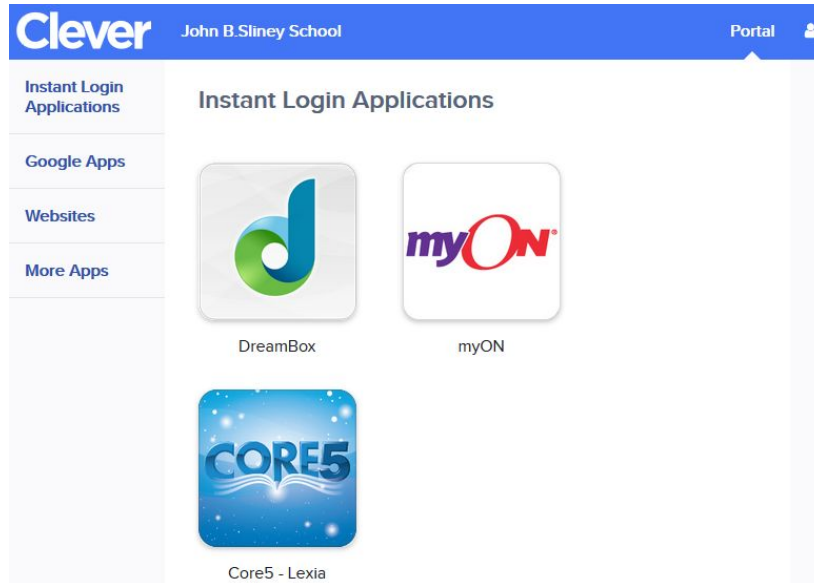 Clever
John B.Sliney School
Portal
Instant Login
Applications
Google Apps
Websites
More Apps
Instant Login Applications
myON®
DreamBox
myON
CORE5
Core5 - Lexia